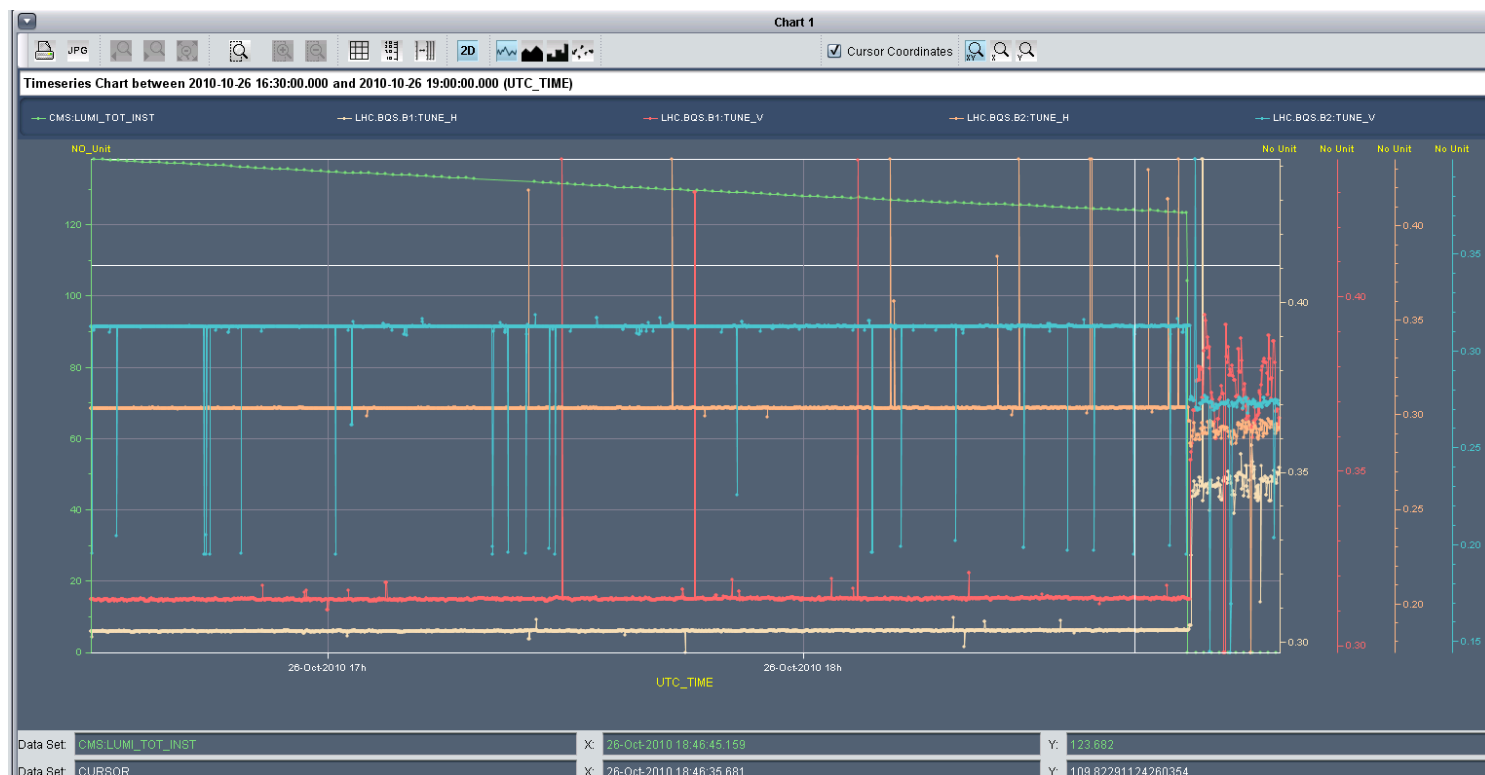 Chart 1
JPG 2D Cursor Coordinates XY X Y
Timeseries Chart between 2010-10-26 16:30:00.000 and 2010-10-26 19:00:00.000 (UTC_TIME)
CMS:LUMI_TOT_INST LHC.BQS.B1:TUNE_H LHC.BQS.B1:TUNE_V LHC.BQS.B2:TUNE_H LHC.BQS.B2:TUNE_V
NO_Unit No Unit No Unit No Unit No Unit
120 0.40
0.35
100 0.40 0.40
0.35
80 0.30
0.30
60
0.35 0.35 0.25
0.25
40
0.20
20 0.20
0.30 0.30 0.15
0
26-Oct-2010 17h 26-Oct-2010 18h
UTC_TIME
Data Set: CMS:LUMI_TOT_INST X: 26-Oct-2010 18:46:45.159 Y: 123.682
Data Set: CURSOR X: 26-Oct-2010 18:46:35.681 Y: 109.82291124260354